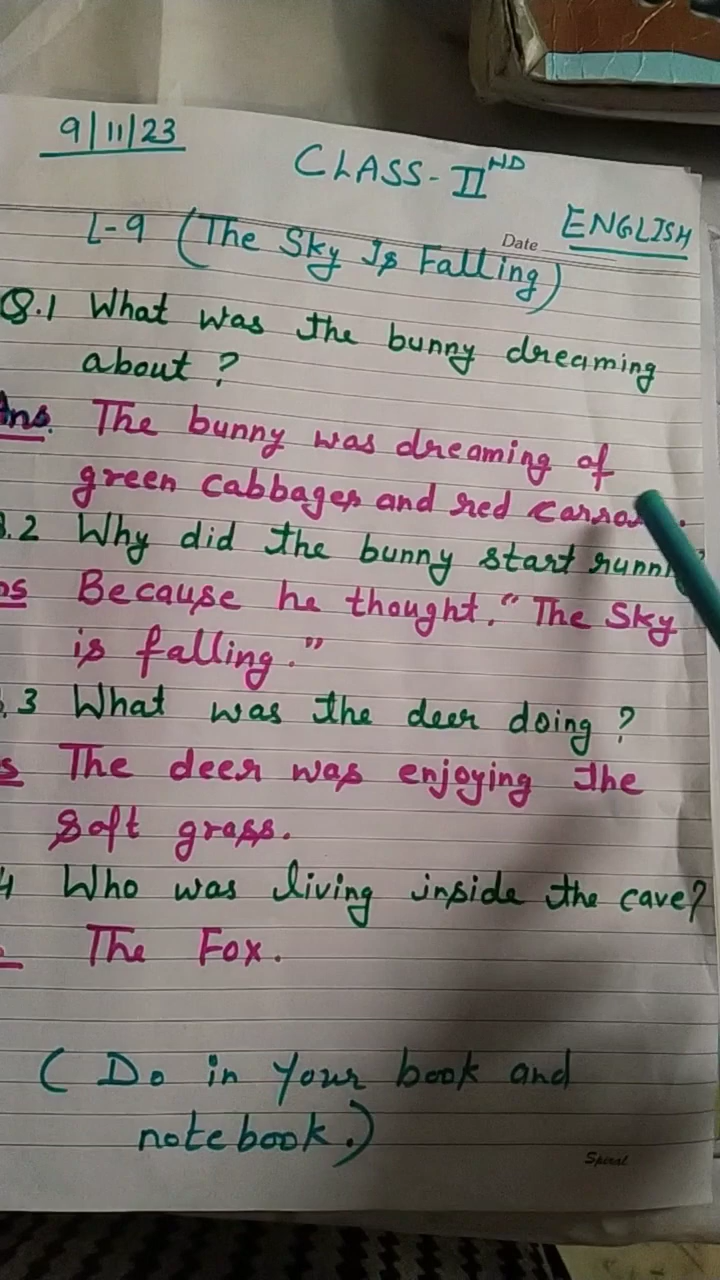 9/11/23
CLASS-II ND
ENGLISH
Date
L-9 (The Sky Is Falling)
Q.1 What was the bunny dreaming
about?
Ans. The bunny was dreaming of
green cabbages and red
.2 Why did the bunny start
ns Because he thought. "The Sky
is falling."
.3 What was the deer doing?
s The deer was enjoying the
soft grass.
4 Who was living inside the cave?
The Fox.
(Do in your book and
notebook.)
Spiral